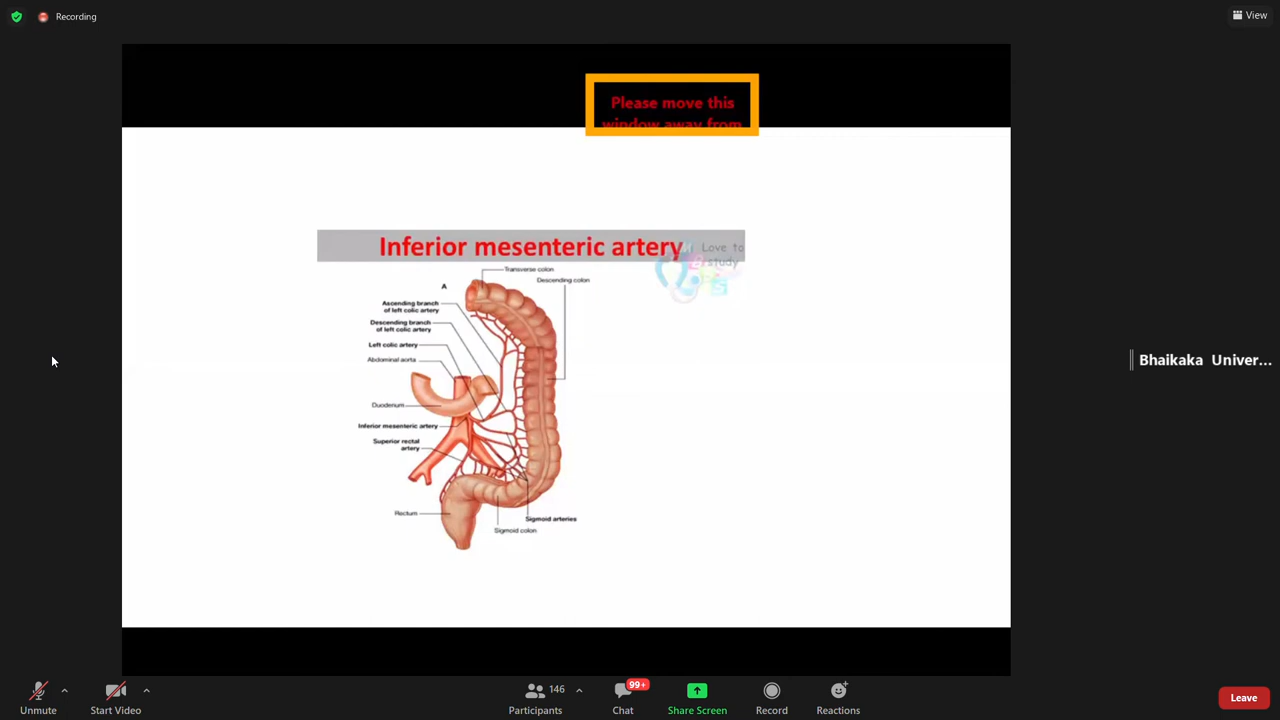 Recording
View
Please move this
window away from
Inferior mesenteric artery
Love to
study
Transverse colon
Descending colon
A
Ascending branch
of left colic artery
Descending branch
of left colic artery
Left colic artery
Abdominal aorta
Duodenum
Inferior mesenteric artery
Superior rectal
artery
Rectum
Sigmoid arteries
Sigmoid colon
Bhaikaka Univer...
Unmute
Start Video
146
Participants
99+
Chat
Share Screen
Record
Reactions
Leave